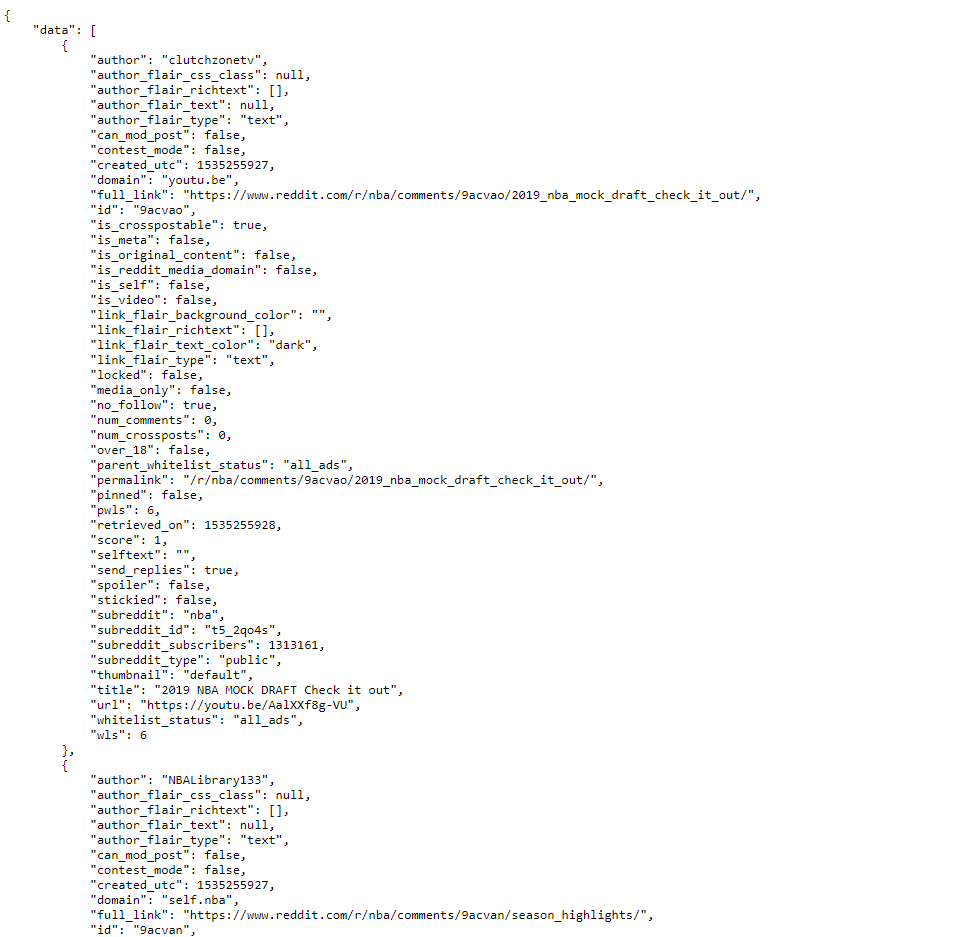 {
"data": [
{
"author": "clutchzonetv",
"author_flair_css_class": null,
"author_flair_richtext": [],
"author_flair_text": null,
"author_flair_type": "text",
"can_mod_post": false,
"contest_mode": false,
"created_utc": 1535255927,
"domain": "youtu.be",
"full_link": "https://www.reddit.com/r/nba/comments/9acvao/2019_nba_mock_draft_check_it_out/",
"id": "9acvao",
"is_crosspostable": true,
"is_meta": false,
"is_original_content": false,
"is_reddit_media_domain": false,
"is_self": false,
"is_video": false,
"link_flair_background_color": "",
"link_flair_richtext": [],
"link_flair_text_color": "dark",
"link_flair_type": "text",
"locked": false,
"media_only": false,
"no_follow": true,
"num_comments": 0,
"num_crossposts": 0,
"over_18": false,
"parent_whitelist_status": "all_ads",
"permalink": "/r/nba/comments/9acvao/2019_nba_mock_draft_check_it_out/",
"pinned": false,
"pwls": 6,
"retrieved_on": 1535255928,
"score": 1,
"selftext": "",
"send_replies": true,
"spoiler": false,
"stickied": false,
"subreddit": "nba",
"subreddit_id": "t5_2qo4s",
"subreddit_subscribers": 1313161,
"subreddit_type": "public",
"thumbnail": "default",
"title": "2019 NBA MOCK DRAFT Check it out",
"url": "https://youtu.be/AalXXf8g-VU",
"whitelist_status": "all_ads",
"wls": 6
},
{
"author": "NBALibrary133",
"author_flair_css_class": null,
"author_flair_richtext": [],
"author_flair_text": null,
"author_flair_type": "text",
"can_mod_post": false,
"contest_mode": false,
"created_utc": 1535255927,
"domain": "self.nba",
"full_link": "https://www.reddit.com/r/nba/comments/9acvan/season_highlights/",
"id": "9acvan",